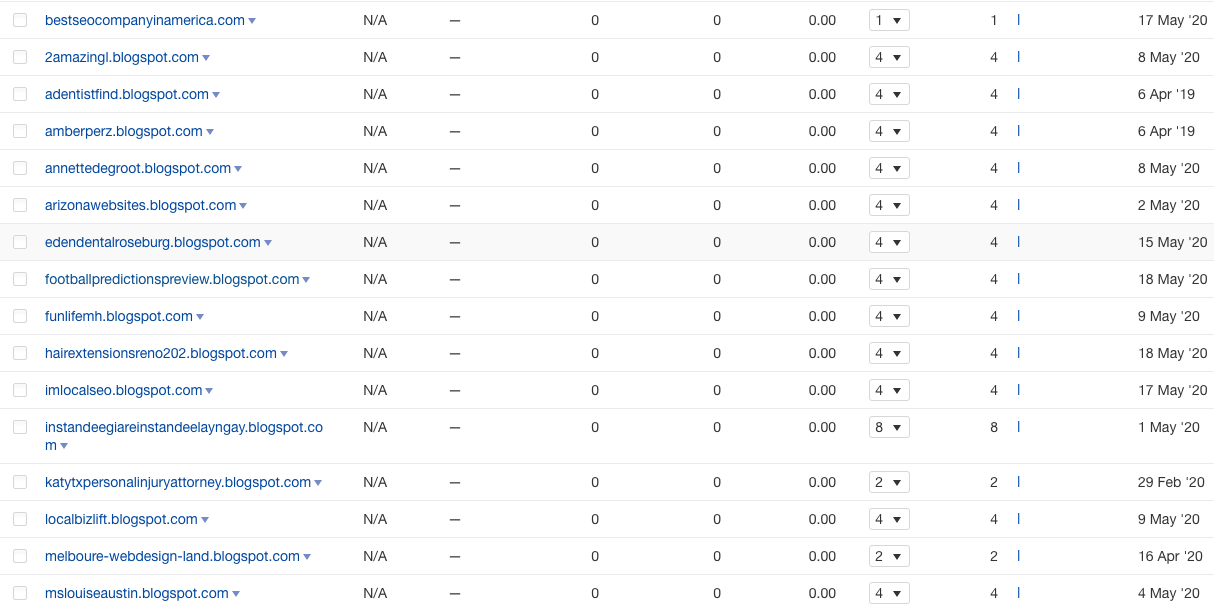 bestseocompanyinamerica.com N/A — 0 0 0.00 1 1 17 May '20
2amazingl.blogspot.com N/A — 0 0 0.00 4 4 8 May '20
adentistfind.blogspot.com N/A — 0 0 0.00 4 4 6 Apr '19
amberperz.blogspot.com N/A — 0 0 0.00 4 4 6 Apr '19
annettedegroot.blogspot.com N/A — 0 0 0.00 4 4 8 May '20
arizonawebsites.blogspot.com N/A — 0 0 0.00 4 4 2 May '20
edendentalroseburg.blogspot.com N/A — 0 0 0.00 4 4 15 May '20
footballpredictionspreview.blogspot.com N/A — 0 0 0.00 4 4 18 May '20
funlifemh.blogspot.com N/A — 0 0 0.00 4 4 9 May '20
hairextensionsreno202.blogspot.com N/A — 0 0 0.00 4 4 18 May '20
imlocalseo.blogspot.com N/A — 0 0 0.00 4 4 17 May '20
instandeegiareinstandeelayngay.blogspot.co N/A — 0 0 0.00 8 8 1 May '20
m
katytxpersonalinjuryattorney.blogspot.com N/A — 0 0 0.00 2 2 29 Feb '20
localbizlift.blogspot.com N/A — 0 0 0.00 4 4 9 May '20
melboure-webdesign-land.blogspot.com N/A — 0 0 0.00 2 2 16 Apr '20
mslouiseaustin.blogspot.com N/A — 0 0 0.00 4 4 4 May '20